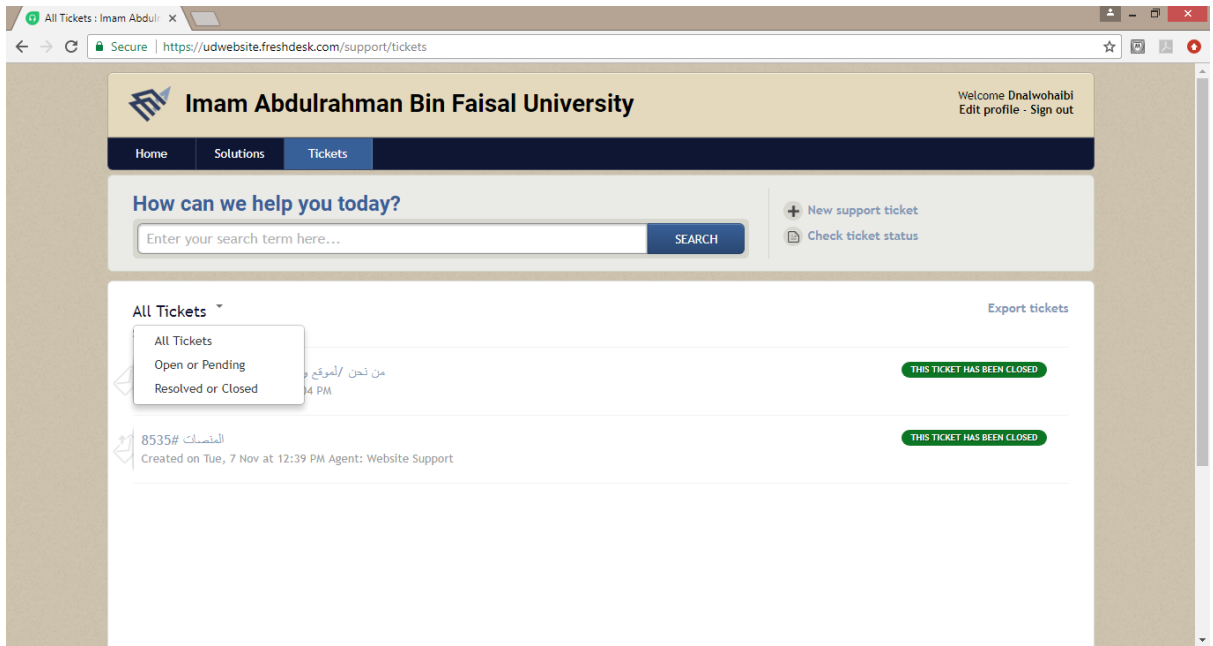 All Tickets : Imam Abdul
Secure | https://udwebsite.freshdesk.com/support/tickets
Imam Abdulrahman Bin Faisal University
Welcome Dnalwohaibi
Edit profile - Sign out
Home Solutions Tickets
How can we help you today?
Enter your search term here...
SEARCH
New support ticket
Check ticket status
All Tickets
Export tickets
All Tickets
Open or Pending
Resolved or Closed
من نحن /لموقع
THIS TICKET HAS BEEN CLOSED
04 PM
المنصات #8535
THIS TICKET HAS BEEN CLOSED
Created on Tue, 7 Nov at 12:39 PM Agent: Website Support